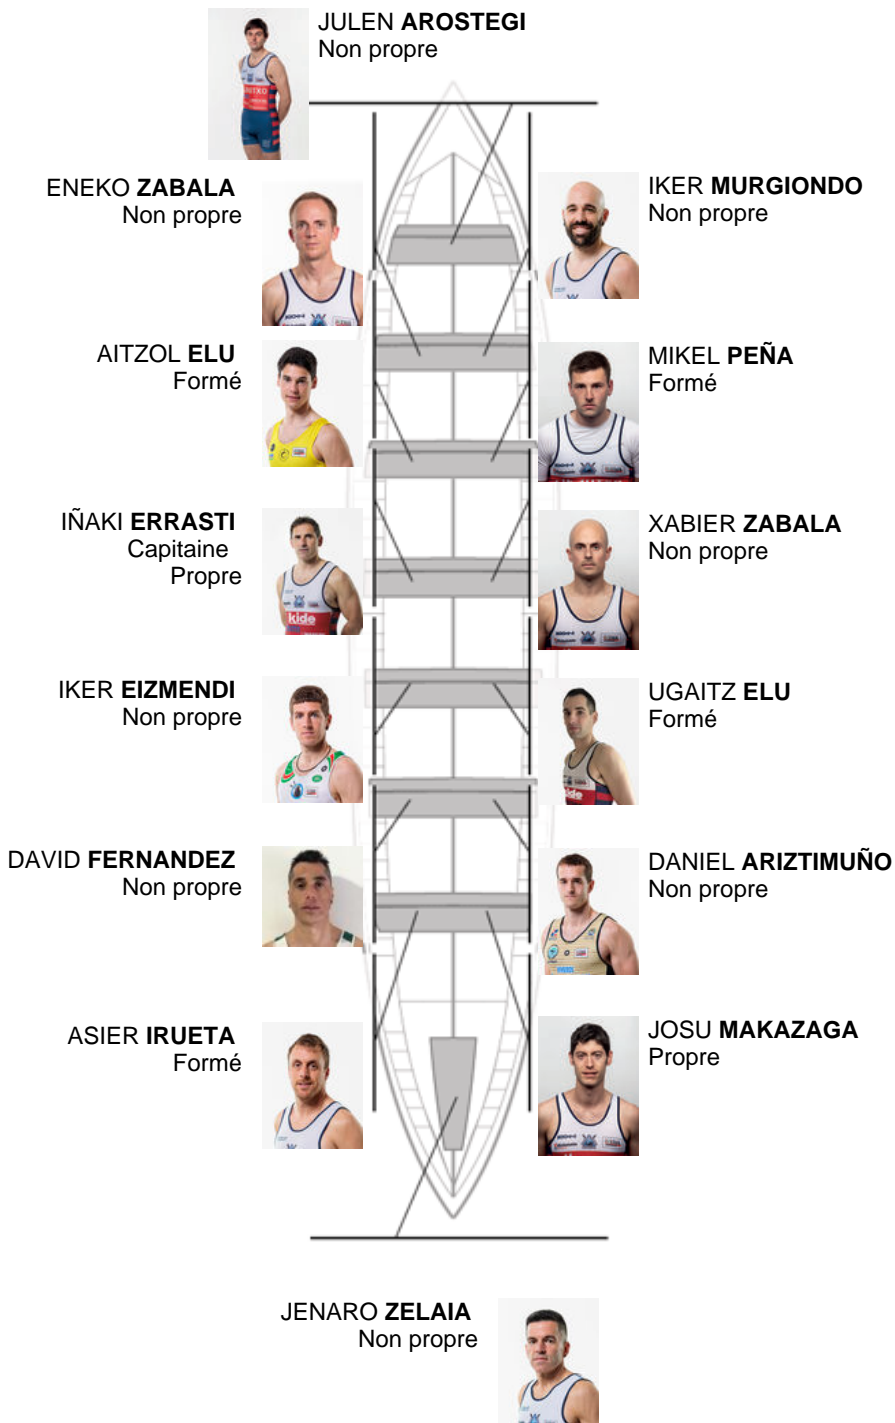 JULEN AROSTEGI
Non propre
ENEKO ZABALA
Non propre
IKER MURGIONDO
Non propre
AITZOL ELU
Formé
MIKEL PEÑA
Formé
IÑAKI ERRASTI
Capitaine
Propre
XABIER ZABALA
Non propre
kide
IKER EIZMENDI
Non propre
UGAITZ ELU
Formé
kide
DAVID FERNANDEZ
Non propre
DANIEL ARIZTIMUÑO
Non propre
ASIER IRUETA
Formé
JOSU MAKAZAGA
Propre
JENARO ZELAIA
Non propre